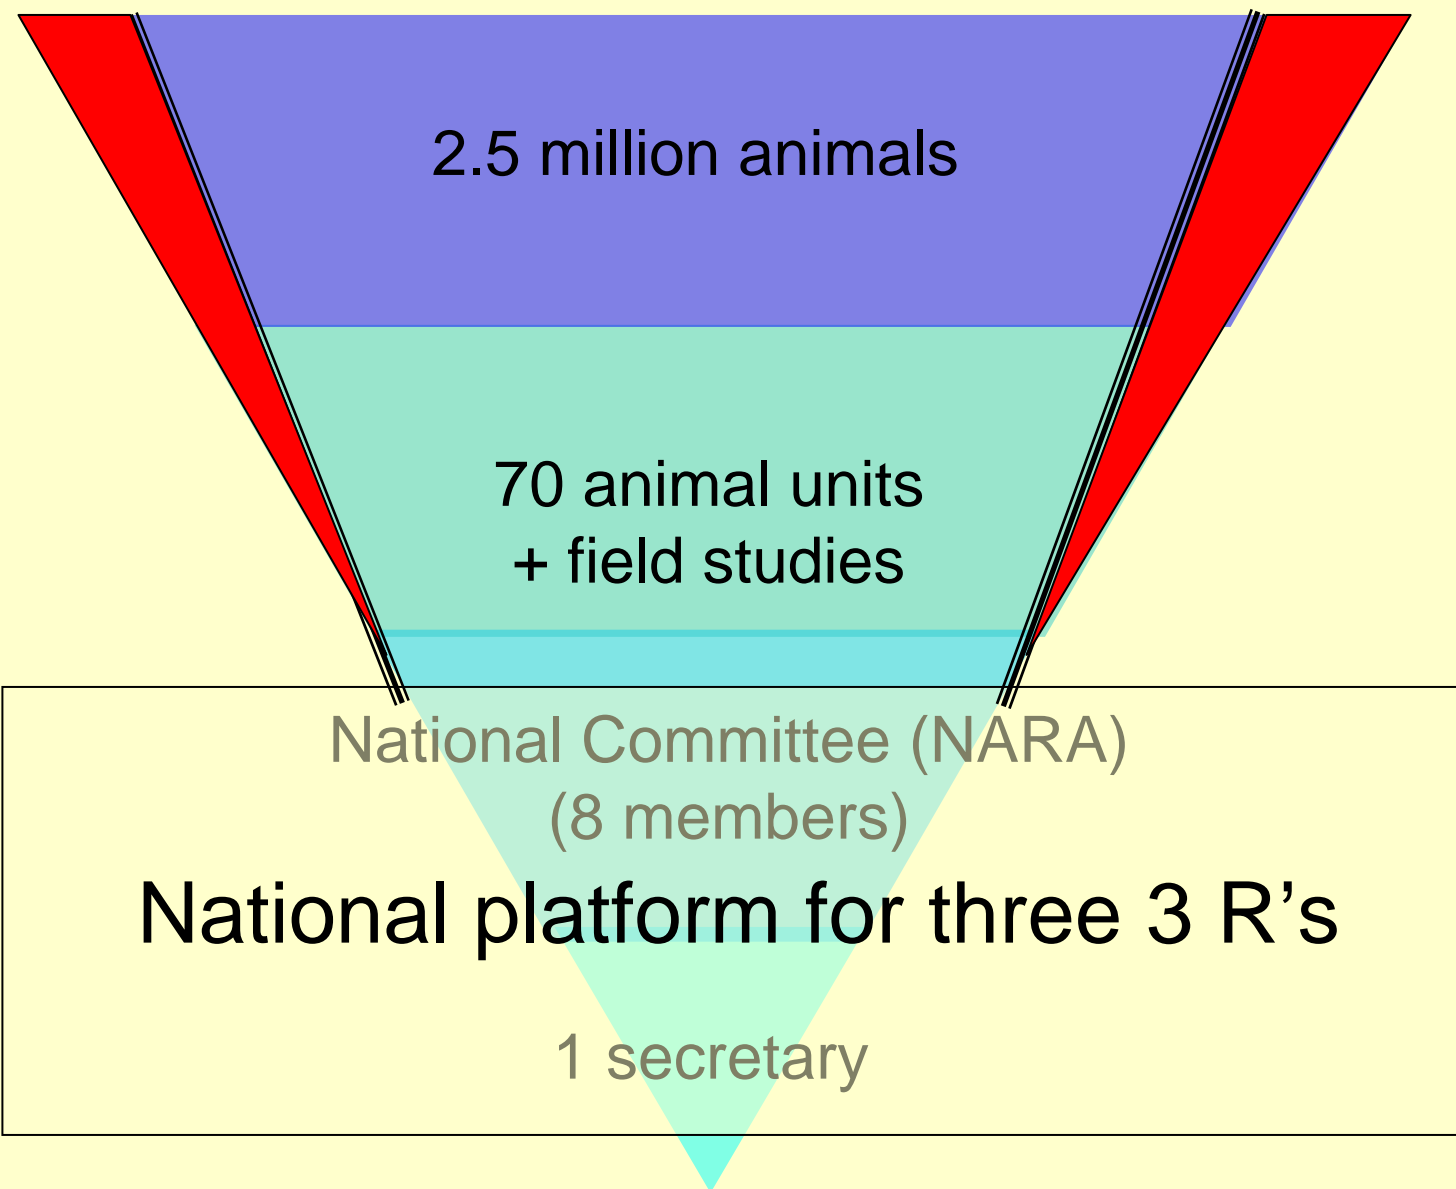 2.5 million animals
70 animal units
+ field studies
National Committee (NARA)
(8 members)
National platform for three 3 R’s
1 secretary